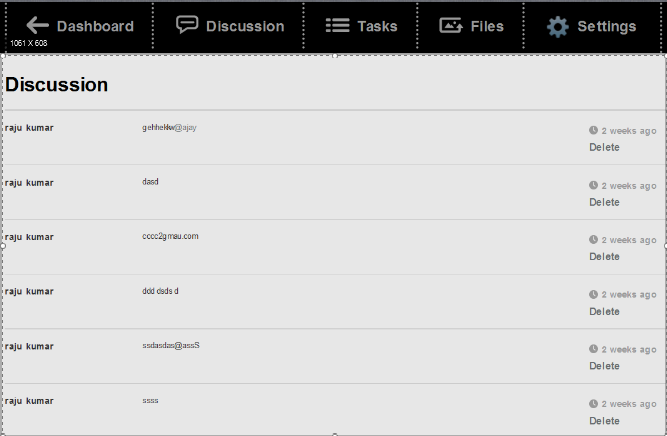 Dashboard Discussion Tasks Files Settings
1061 X 608
Discussion
raju kumar gehhekkw@ajay 2 weeks ago
Delete
raju kumar dasd 2 weeks ago
Delete
raju kumar cccc2gmau.com 2 weeks ago
Delete
raju kumar ddd dsds d 2 weeks ago
Delete
raju kumar ssdasdas@assS 2 weeks ago
Delete
raju kumar ssss 2 weeks ago
Delete